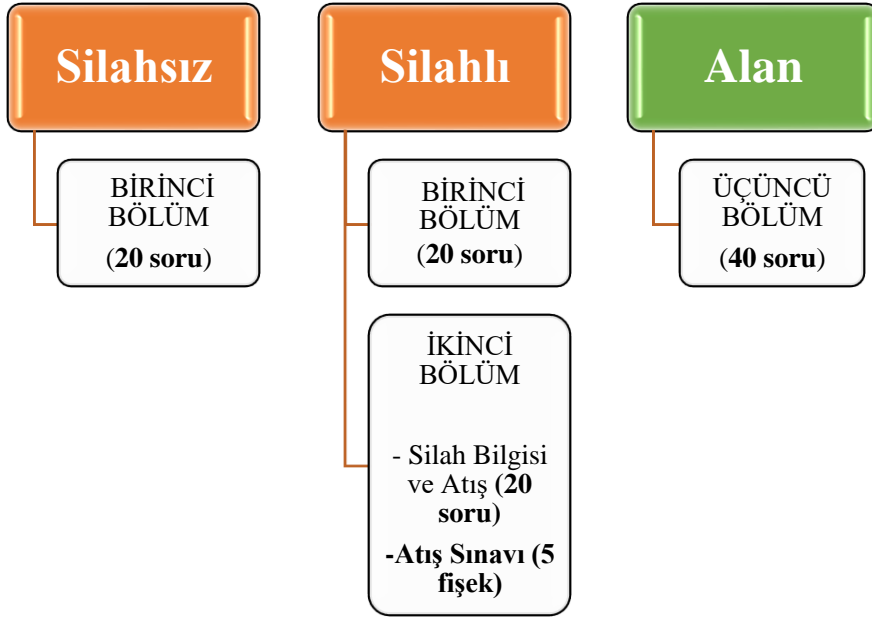 Silahsız
BİRİNCİ
BÖLÜM
(20 soru)
Silahlı
BİRİNCİ
BÖLÜM
(20 soru)
İKİNCİ
BÖLÜM
- Silah Bilgisi
ve Atış (20
soru)
-Atış Sınavı (5
fişek)
Alan
ÜÇÜNCÜ
BÖLÜM
(40 soru)